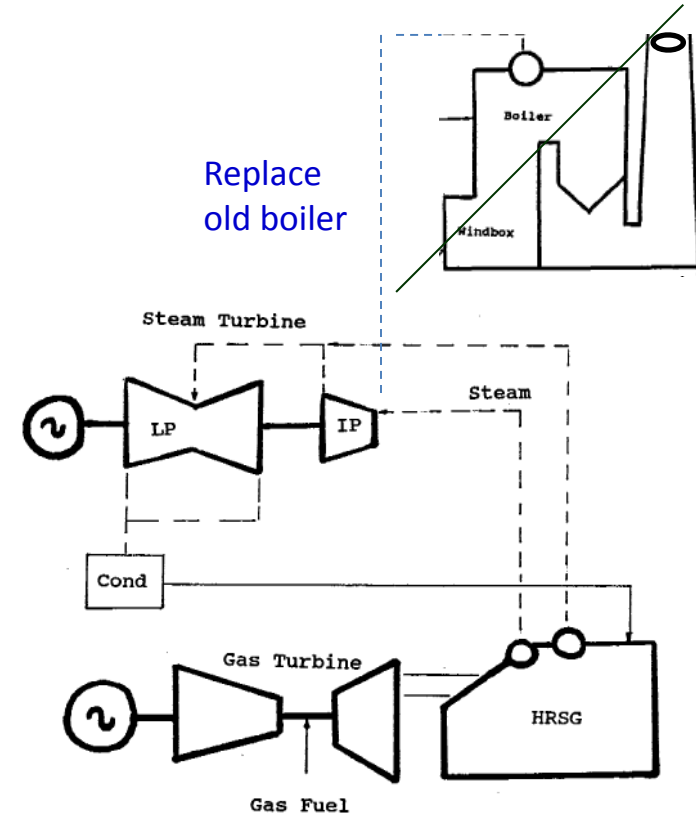 Boiler
Replace
old boiler
Windbox
Steam Turbine
Steam
LP
IP
Cond
Gas Turbine
HRSG
Gas Fuel